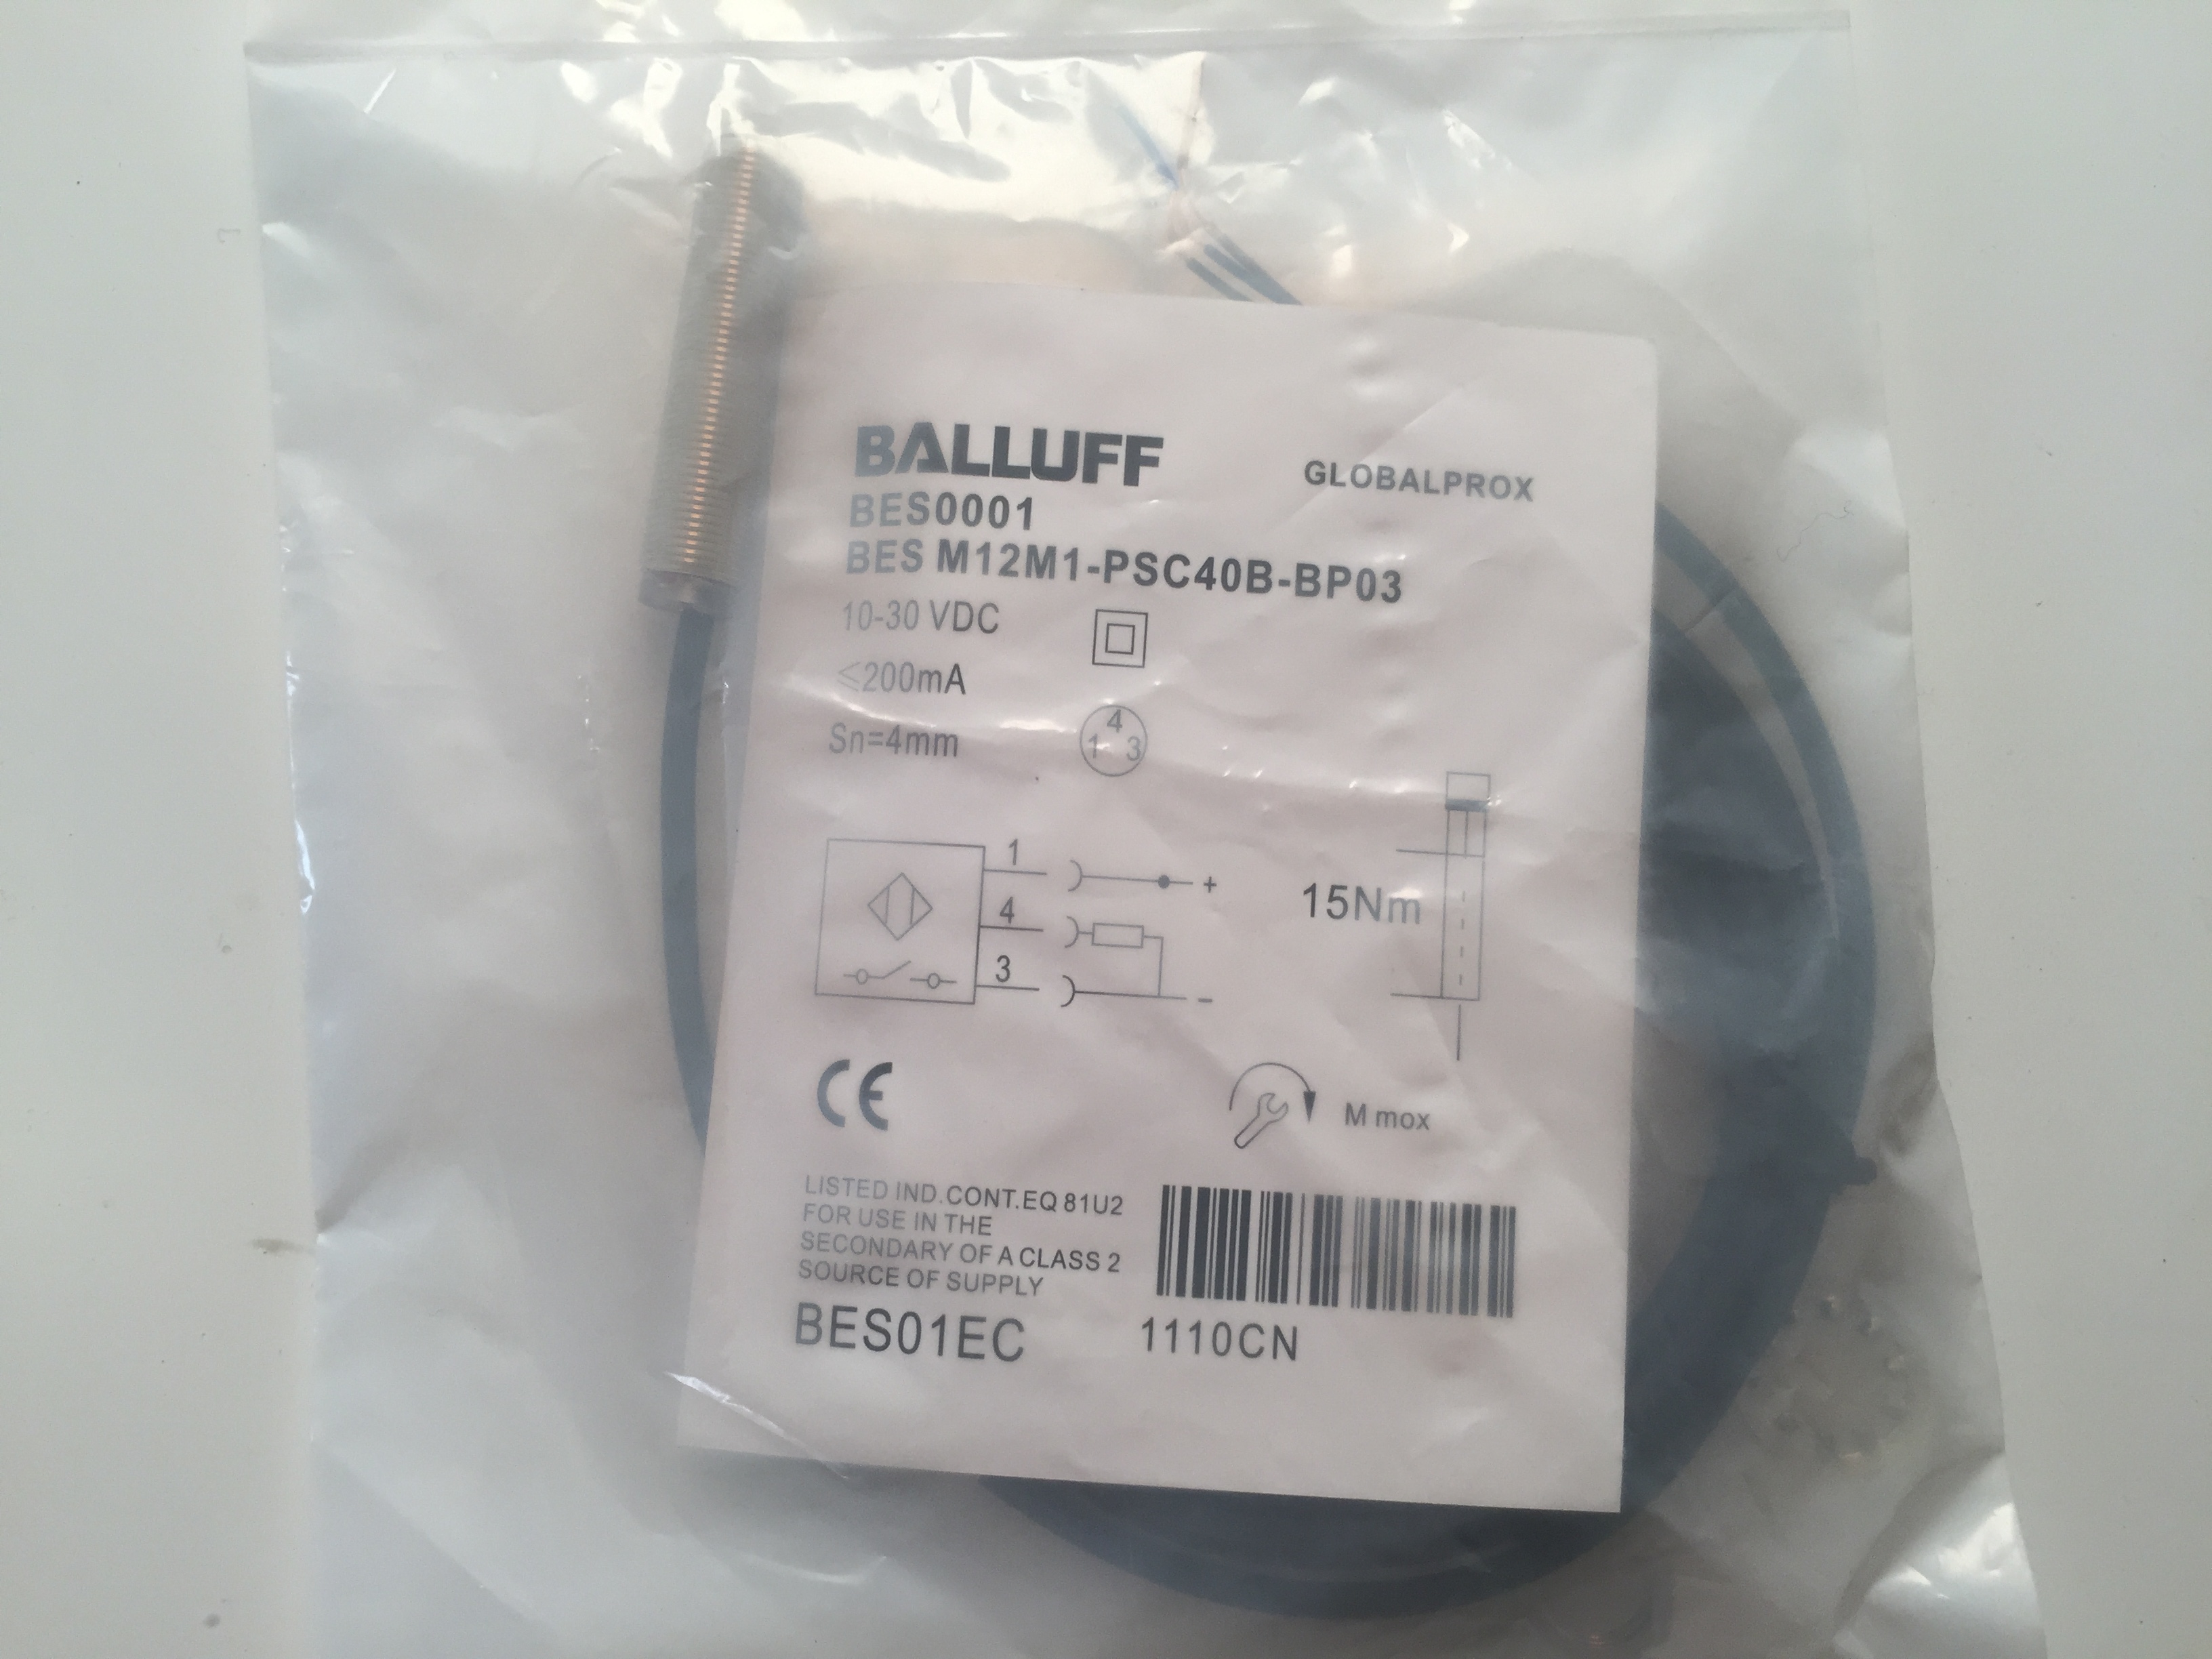 BALLUFF
GLOBALPROX
BES0001
BES M12M1-PSC40B-BP03
10-30 VDC
≤200mA
Sn=4mm
4
1 3
1
+
4
3
-
15Nm
CE
M mox
LISTED IND.CONT.EQ 81U2
FOR USE IN THE
SECONDARY OF A CLASS 2
SOURCE OF SUPPLY
BES01EC
1110CN